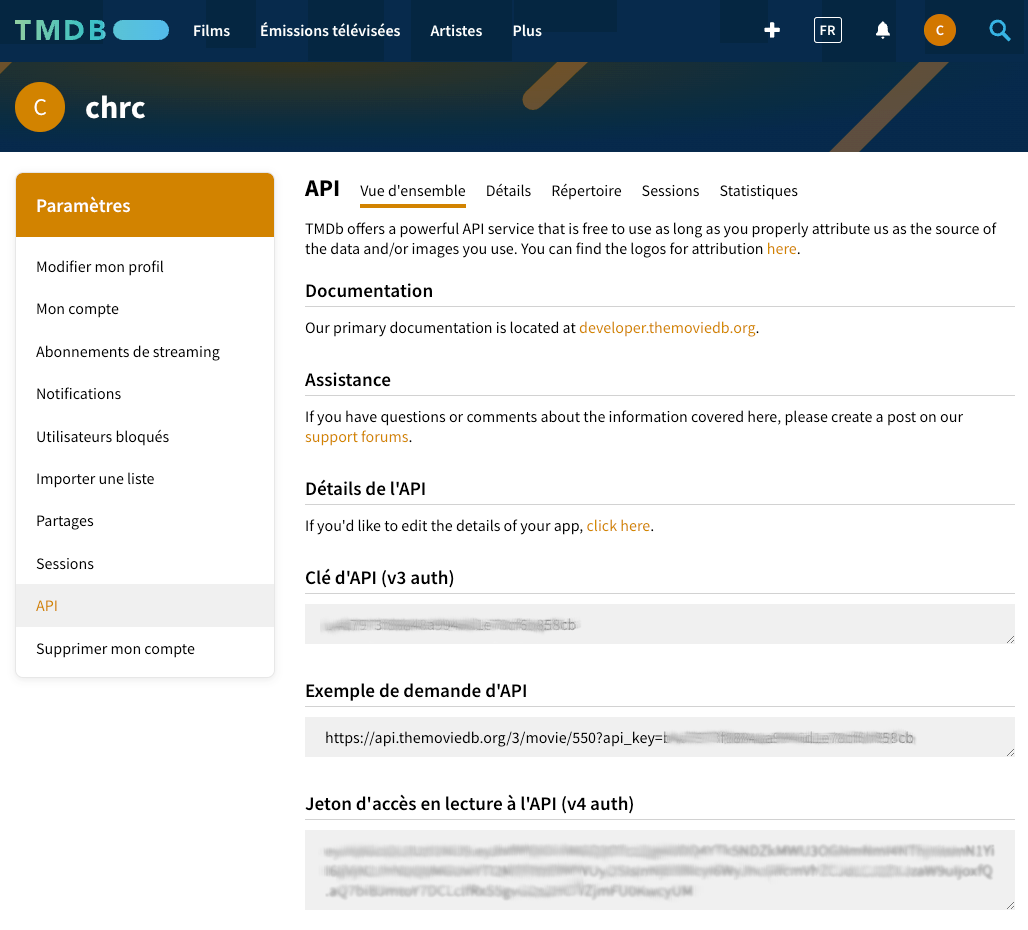 TMDB
Films
Émissions télévisées
Artistes
Plus
FR
C
C
chrc
Paramètres
Modifier mon profil
Mon compte
Abonnements de streaming
Notifications
Utilisateurs bloqués
Importer une liste
Partages
Sessions
API
Supprimer mon compte
API
Vue d'ensemble
Détails
Répertoire
Sessions
Statistiques
TMDb offers a powerful API service that is free to use as long as you properly attribute us as the source of
the data and/or images you use. You can find the logos for attribution here.
Documentation
Our primary documentation is located at developer.themoviedb.org.
Assistance
If you have questions or comments about the information covered here, please create a post on our
support forums.
Détails de l'API
If you'd like to edit the details of your app, click here.
Clé d'API (v3 auth)
Exemple de demande d'API
https://api.themoviedb.org/3/movie/550?api_key=
Jeton d'accès en lecture à l'API (v4 auth)